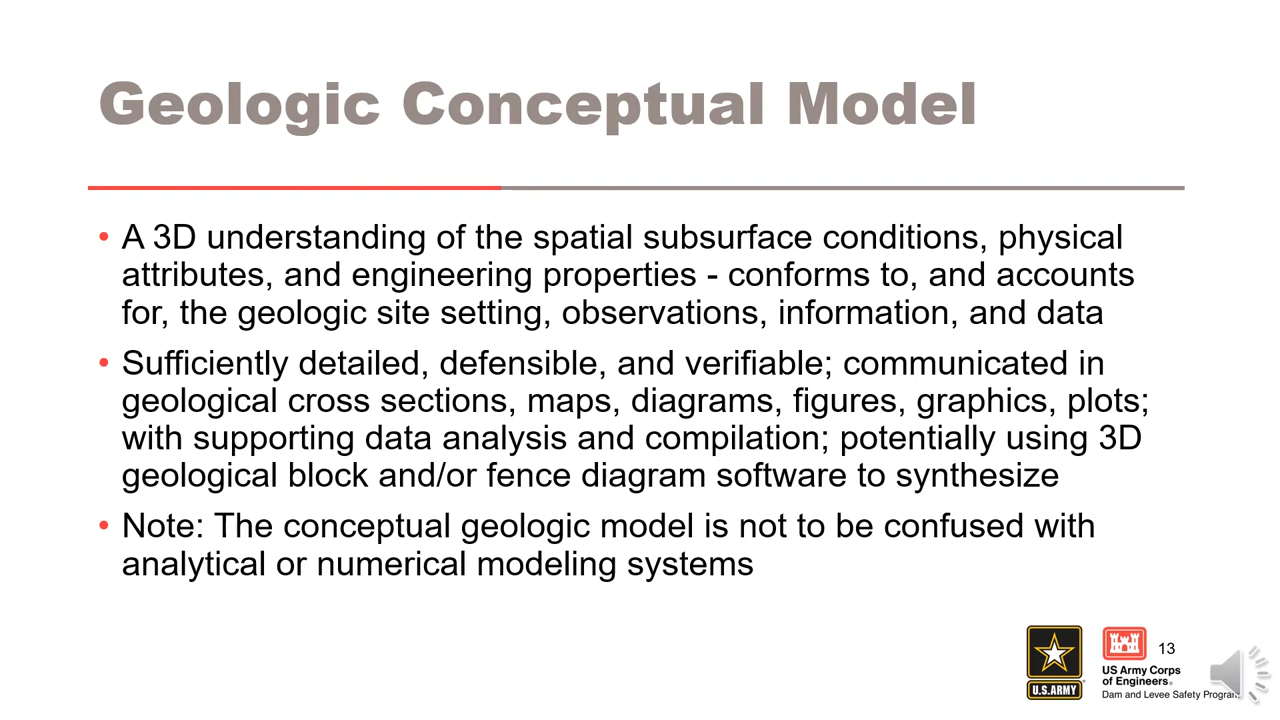 Geologic Conceptual Model
• A 3D understanding of the spatial subsurface conditions, physical
attributes, and engineering properties - conforms to, and accounts
for, the geologic site setting, observations, information, and data
• Sufficiently detailed, defensible, and verifiable; communicated in
geological cross sections, maps, diagrams, figures, graphics, plots;
with supporting data analysis and compilation; potentially using 3D
geological block and/or fence diagram software to synthesize
• Note: The conceptual geologic model is not to be confused with
analytical or numerical modeling systems
13
U.S.ARMY
US Army Corps
of Engineers®
Dam and Levee Safety Program